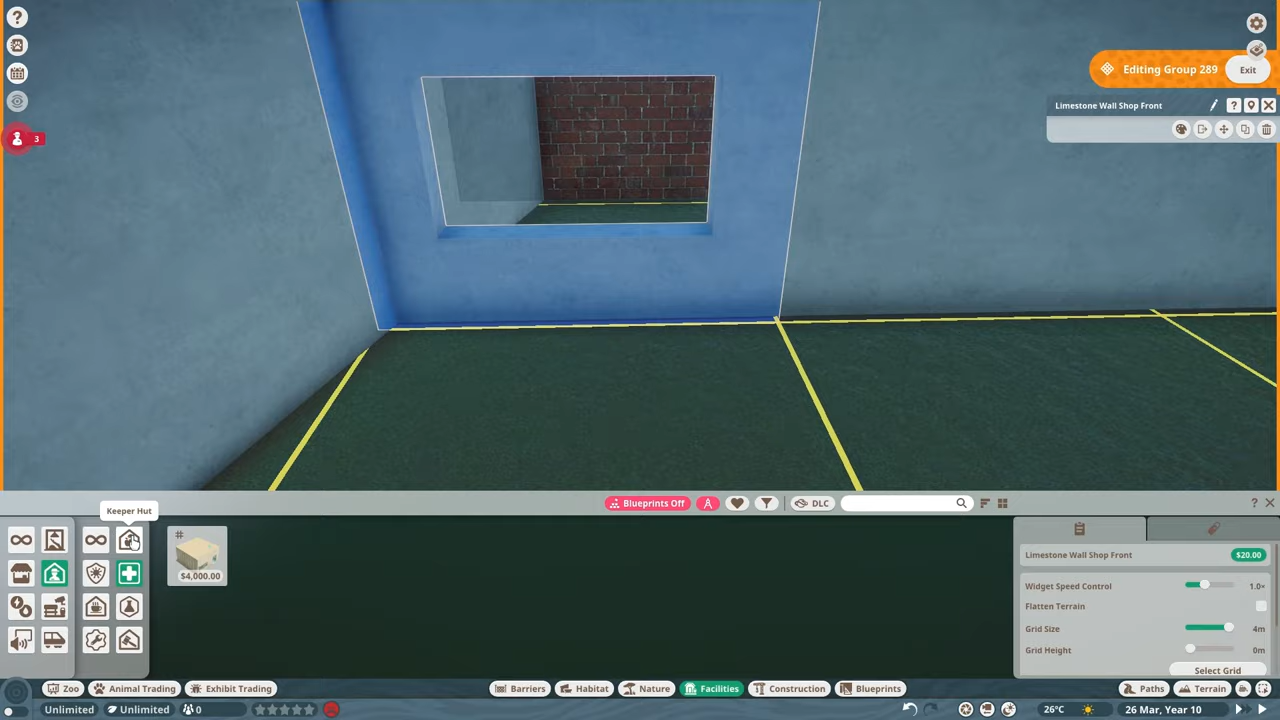 Editing Group 289
Exit
Limestone Wall Shop Front
?
?
3
Keeper Hut
Blueprints Off
DLC
?
$4,000.00
Limestone Wall Shop Front
$20.00
Widget Speed Control
1.0×
Flatten Terrain
Grid Size
4m
Grid Height
0m
Select Grid
Zoo
Animal Trading
Exhibit Trading
Barriers
Habitat
Nature
Facilities
Construction
Blueprints
Paths
Terrain
Unlimited
Unlimited
0
26°C
26 Mar, Year 10